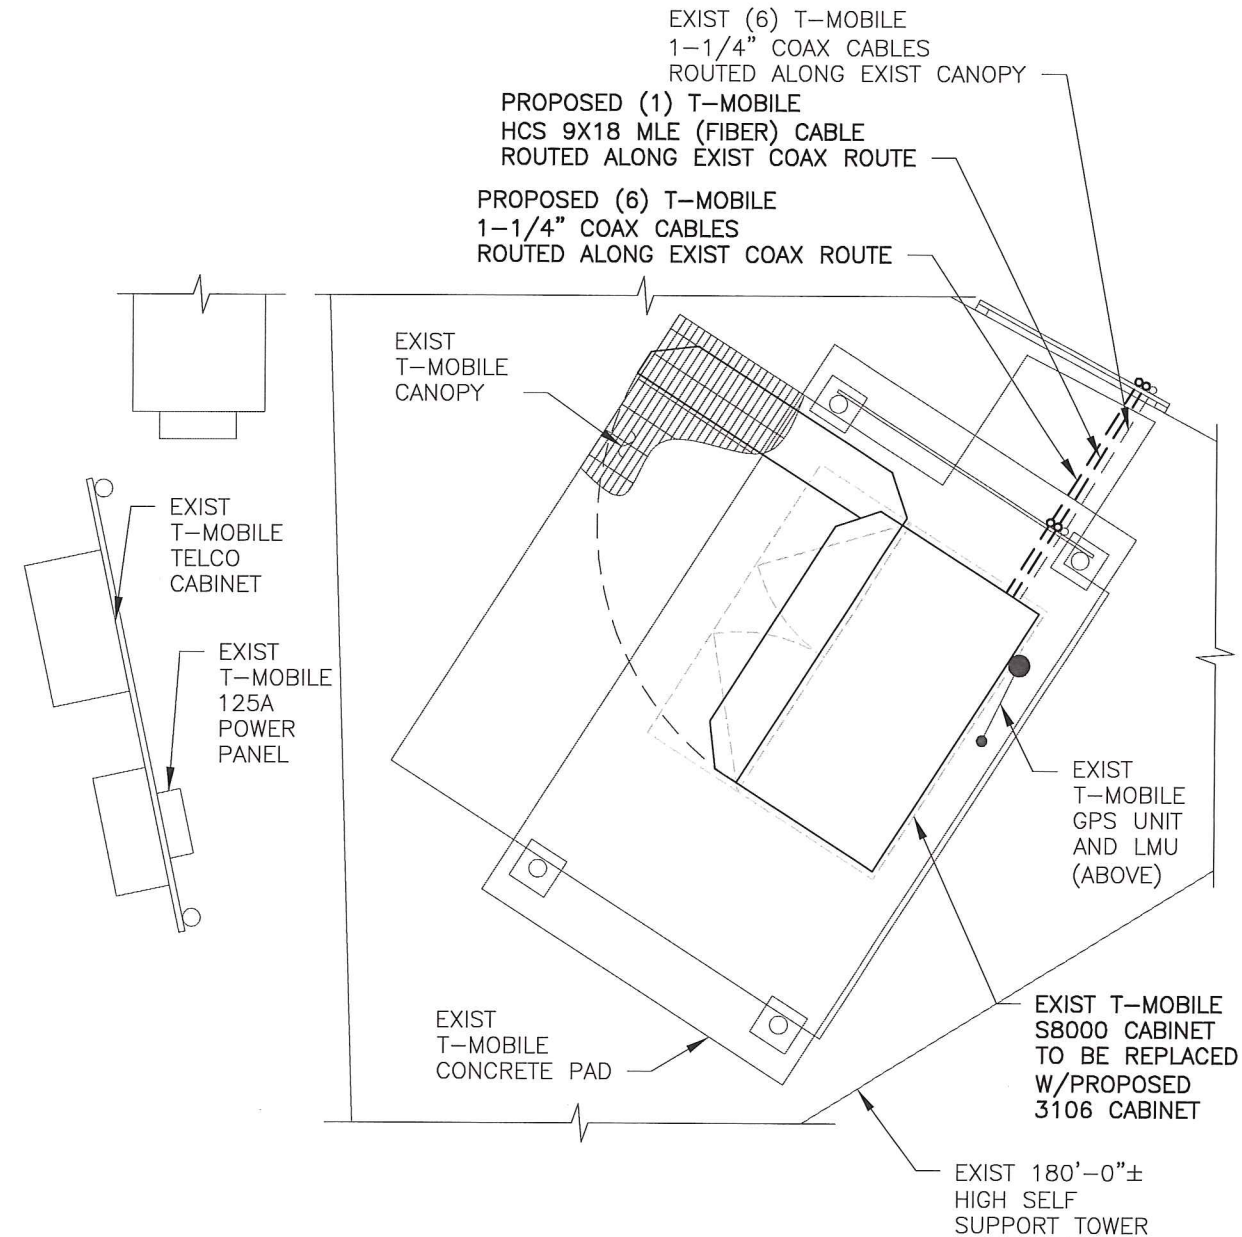 EXIST (6) T-MOBILE
1-1/4" COAX CABLES
ROUTED ALONG EXIST CANOPY
PROPOSED (1) T-MOBILE
HCS 9X18 MLE (FIBER) CABLE
ROUTED ALONG EXIST COAX ROUTE
PROPOSED (6) T-MOBILE
1-1/4" COAX CABLES
ROUTED ALONG EXIST COAX ROUTE
EXIST
T-MOBILE
CANOPY
EXIST
T-MOBILE
TELCO
CABINET
EXIST
T-MOBILE
125A
POWER
PANEL
EXIST
T-MOBILE
GPS UNIT
AND LMU
(ABOVE)
EXIST
T-MOBILE
CONCRETE PAD
EXIST T-MOBILE
S8000 CABINET
TO BE REPLACED
W/PROPOSED
3106 CABINET
EXIST 180'-0"±
HIGH SELF
SUPPORT TOWER